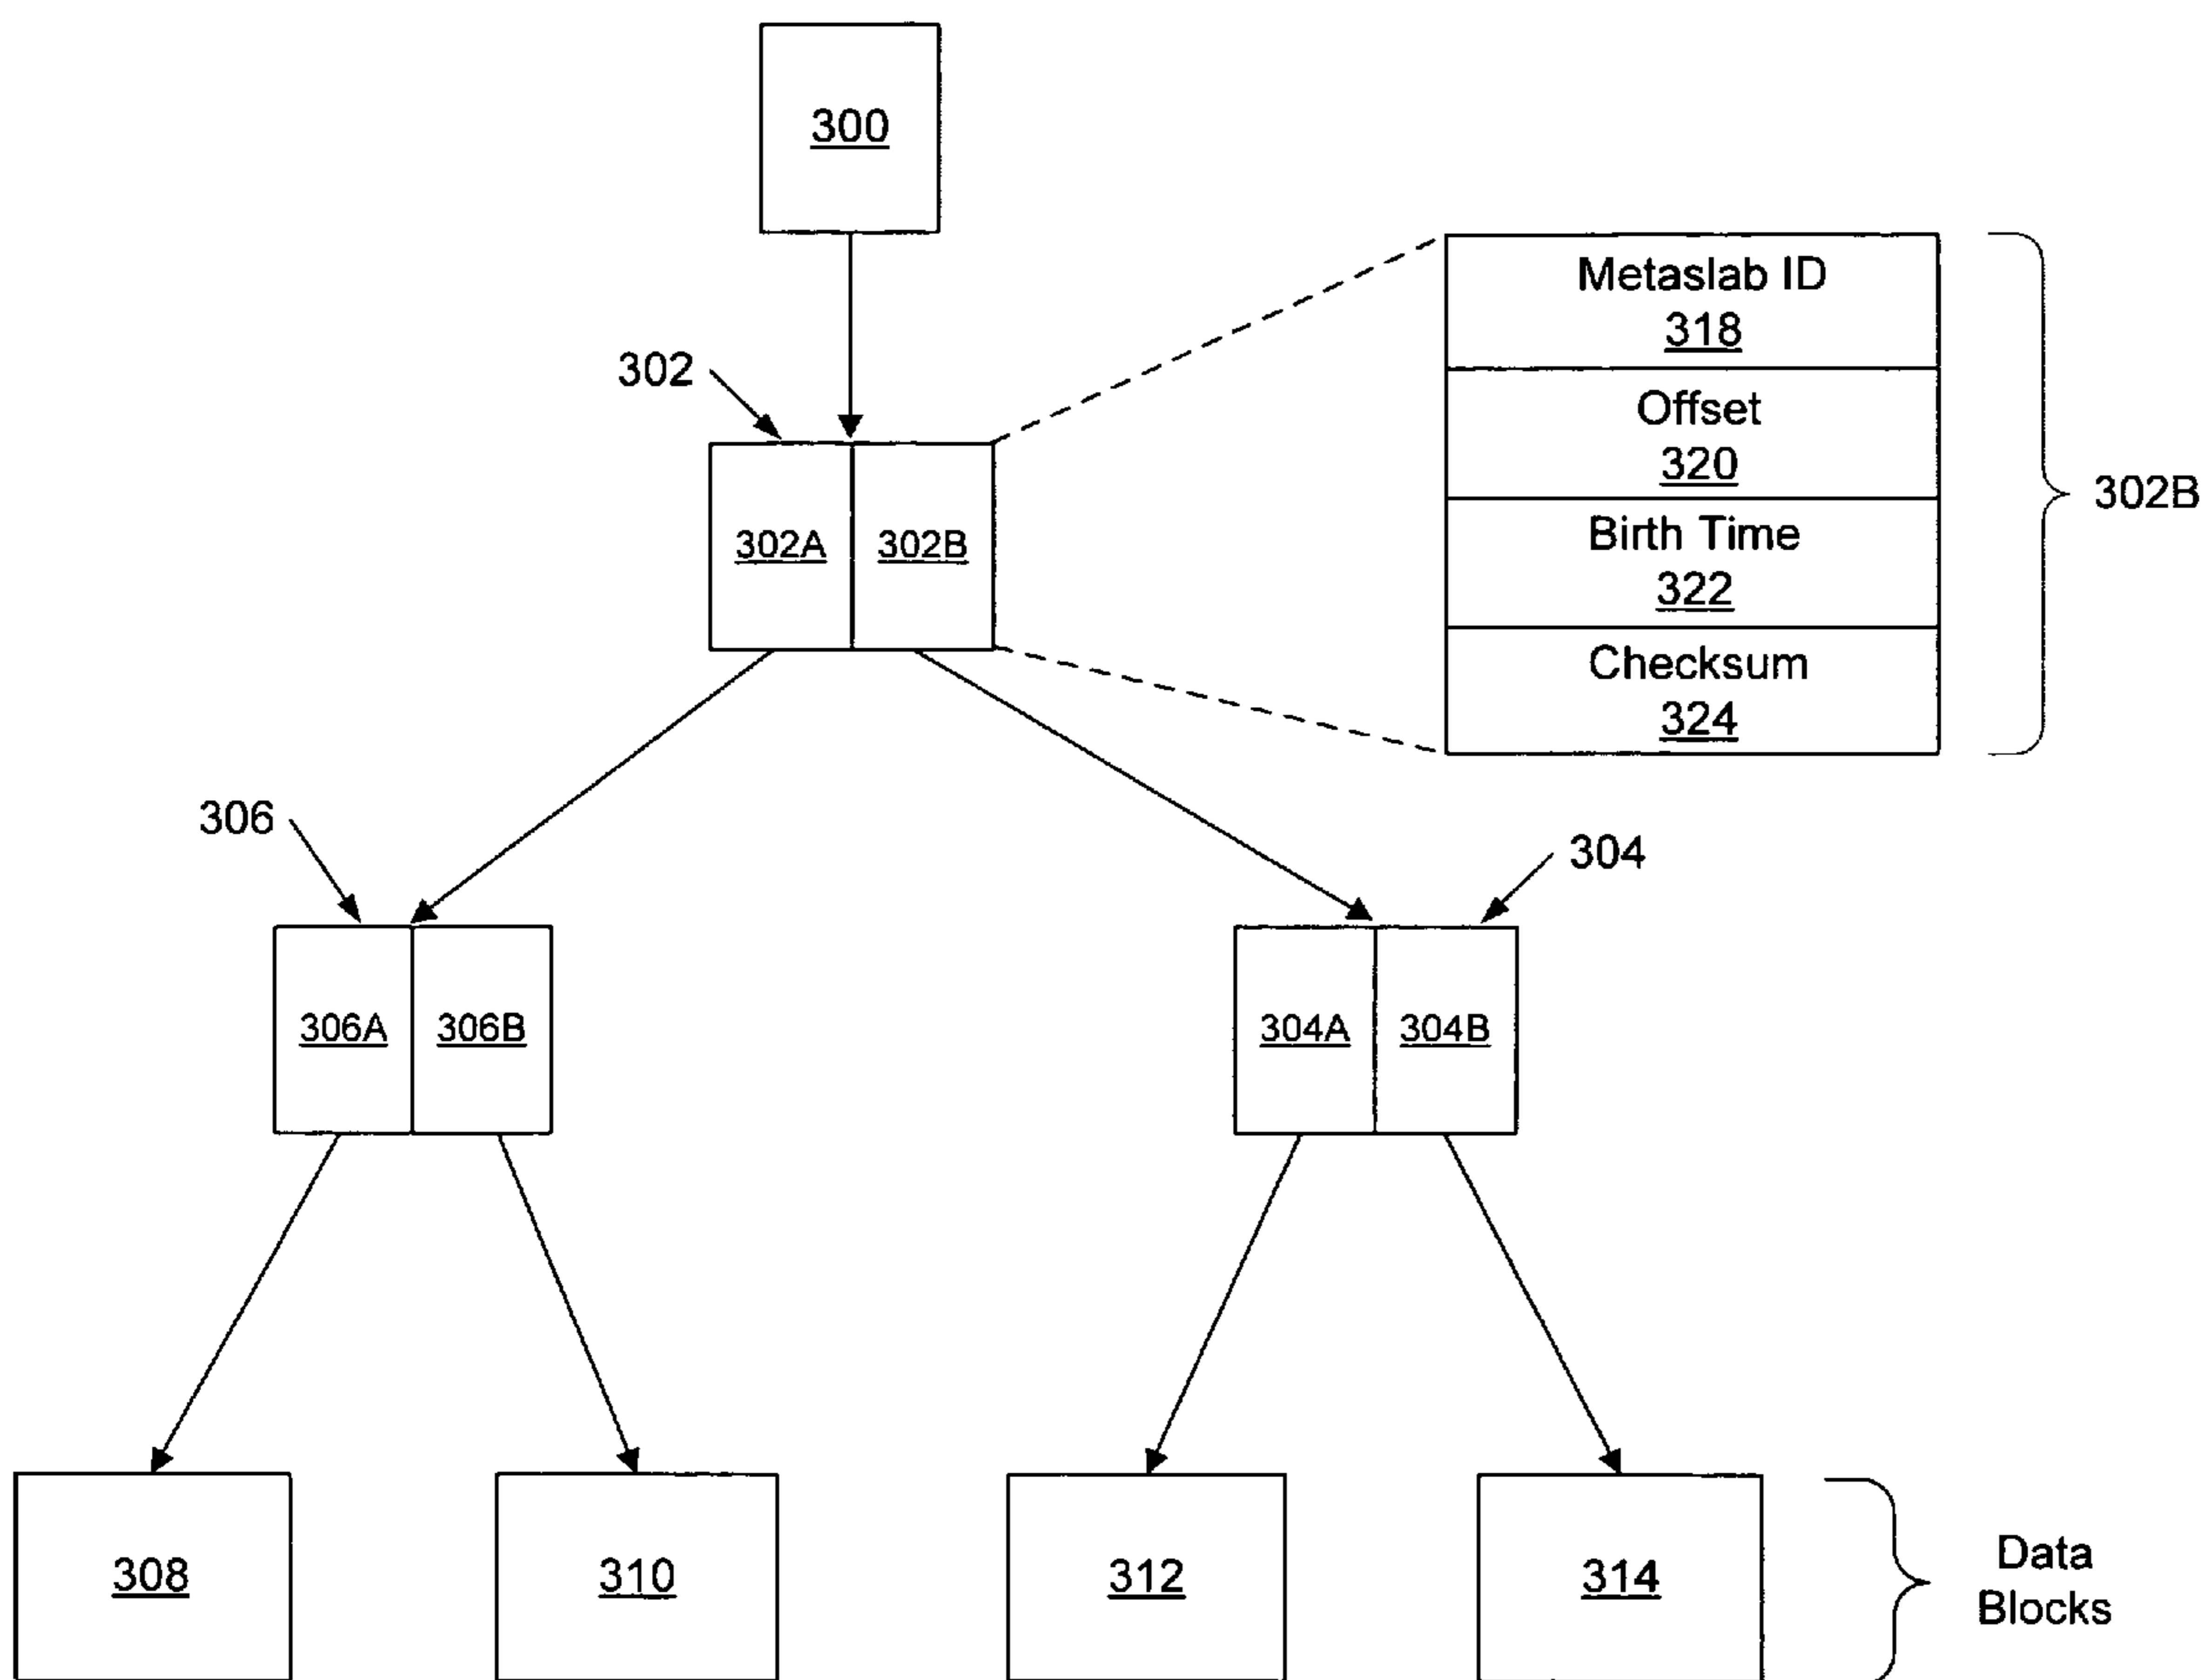 300
Metaslab ID
318
302
Offset
320
302B
Birth Time
322
302A
302B
Checksum
324
306
304
306A
306B
304A
304B
308
310
312
314
Data
Blocks